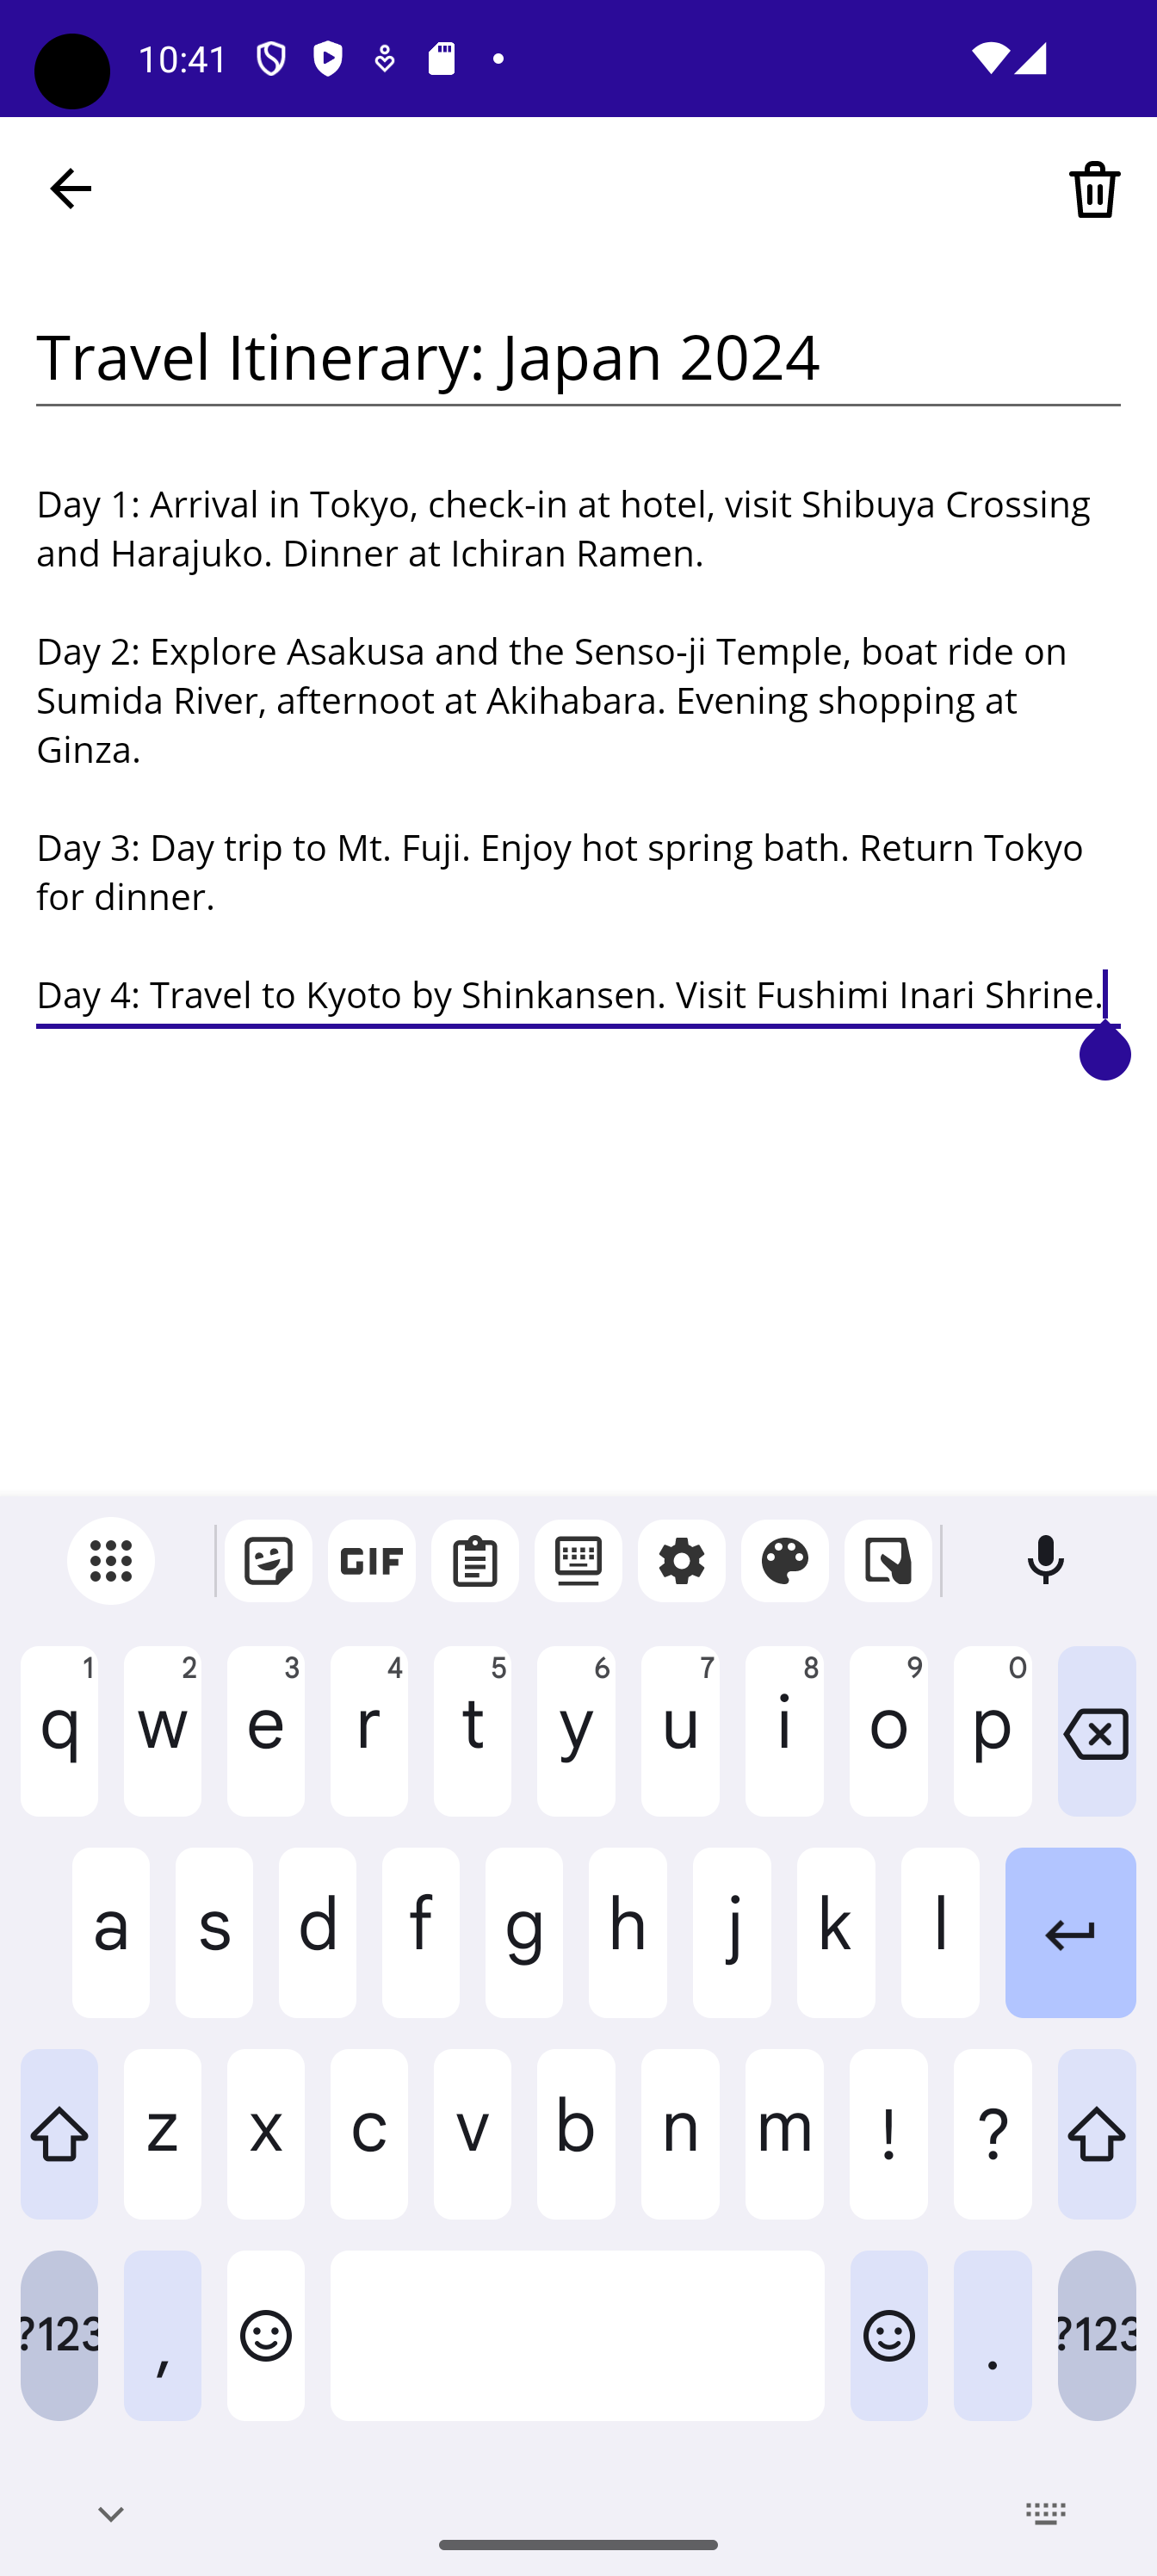 10:41
Travel Itinerary: Japan 2024
Day 1: Arrival in Tokyo, check-in at hotel, visit Shibuya Crossing
and Harajuko. Dinner at Ichiran Ramen.
Day 2: Explore Asakusa and the Senso-ji Temple, boat ride on
Sumida River, afternoot at Akihabara. Evening shopping at
Ginza.
Day 3: Day trip to Mt. Fuji. Enjoy hot spring bath. Return Tokyo
for dinner.
Day 4: Travel to Kyoto by Shinkansen. Visit Fushimi Inari Shrine.
GIF
1 2 3 4 5 6 7 8 9 0
q w e r t y u i o p
a s d f g h j k l
z x c v b n m ! ?
?123 , . ?123